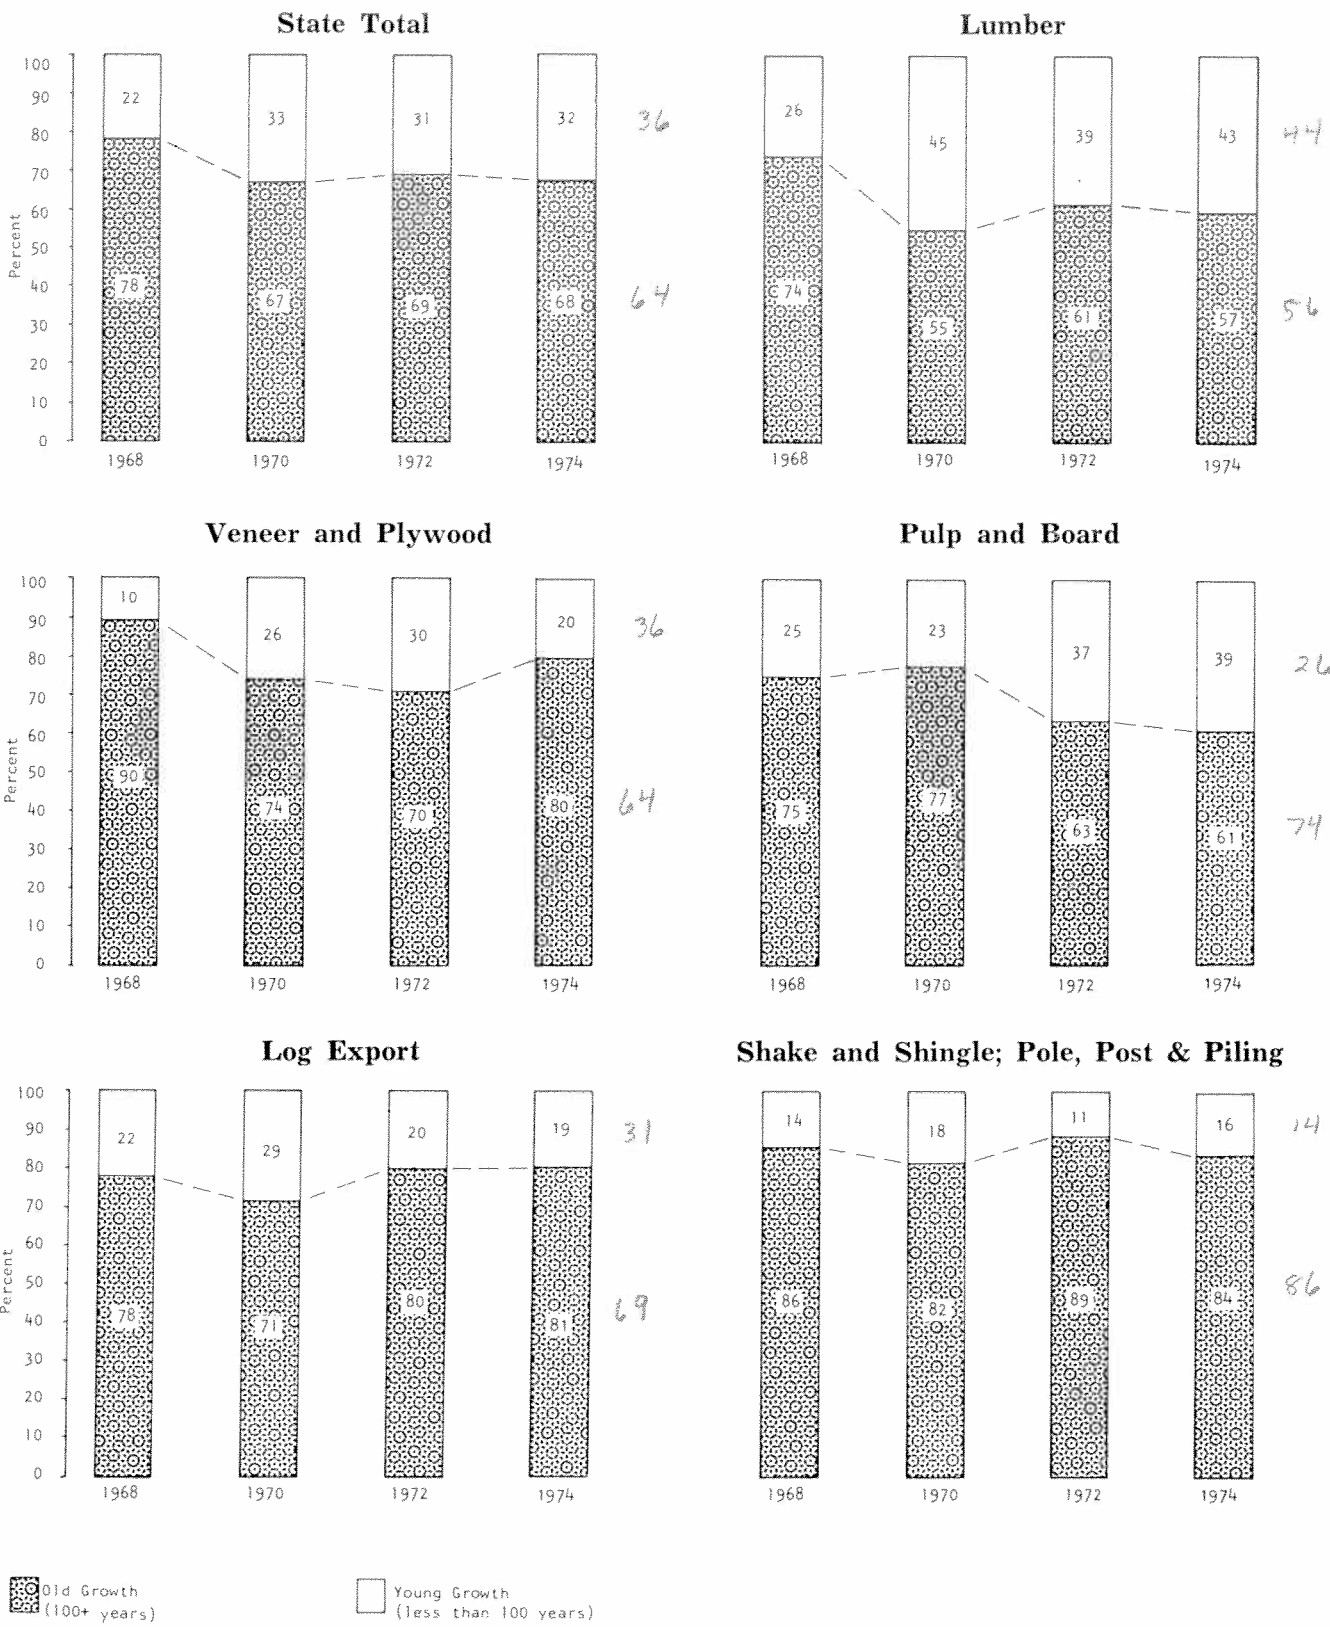 State Total
100
90
80
70
60
50
40
30
20
10
0
Percent
22 33 31 32 36
78 67 69 68 64
1968 1970 1972 1974
Lumber
26 45 39 43 44
74 55 61 57 56
1968 1970 1972 1974
Veneer and Plywood
100
90
80
70
60
50
40
30
20
10
0
Percent
10 26 30 20 36
90 74 70 80 64
1968 1970 1972 1974
Pulp and Board
25 23 37 39 26
75 77 63 61 74
1968 1970 1972 1974
Log Export
100
90
80
70
60
50
40
30
20
10
0
Percent
22 29 20 19 31
78 71 80 81 69
1968 1970 1972 1974
Shake and Shingle; Pole, Post & Piling
14 18 11 16 14
86 82 89 84 86
1968 1970 1972 1974
Old Growth
(100+ years)
Young Growth
(less than 100 years)